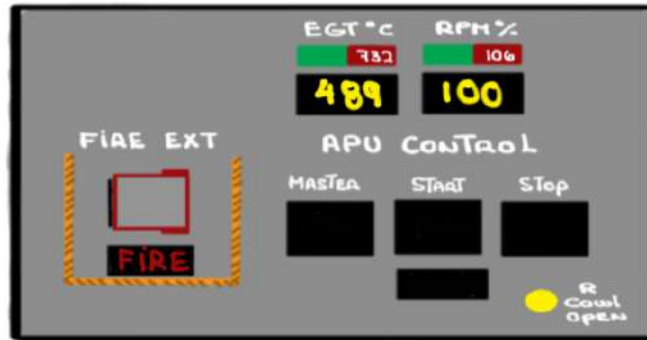 EGT °C RPM %
732 106
489 100
FIRE EXT APU CONTROL
MASTER START STOP
FIRE
R
COWL
OPEN